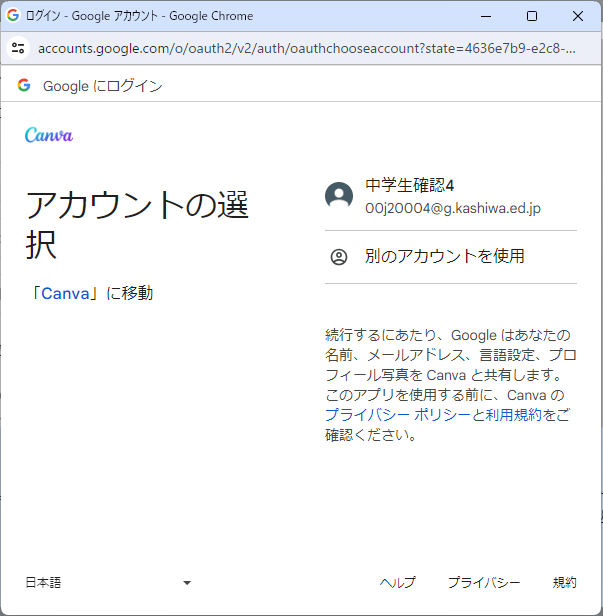 ログイン - Google アカウント - Google Chrome
accounts.google.com/o/oauth2/v2/auth/oauthchooseaccount?state=4636e7b9-e2c8-...
Google にログイン
Canva
アカウントの選
択
「Canva」に移動
中学生確認4
00j20004@g.kashiwa.ed.jp
別のアカウントを使用
続行するにあたり、Google はあなたの
名前、メールアドレス、言語設定、プロ
フィール写真を Canva と共有します。
このアプリを使用する前に、Canva の
プライバシー ポリシーと利用規約をご
確認ください。
日本語
ヘルプ
プライバシー
規約